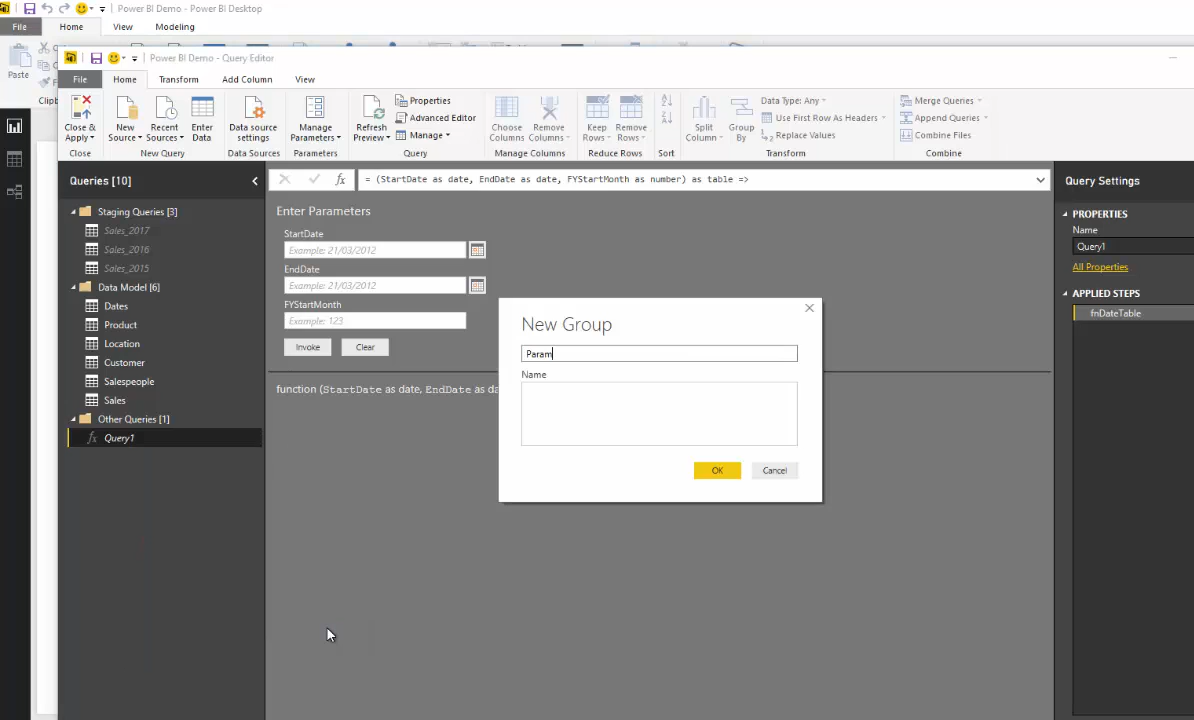 Power BI Demo - Power BI Desktop
File Home View Modeling
Paste
Clipb
Power BI Demo - Query Editor
File Home Transform Add Column View
Close & Apply
New Source
Recent Sources
Enter Data
Data source settings
Manage Parameters
Refresh Preview
Properties
Advanced Editor
Manage
Choose Columns
Remove Columns
Keep Rows
Remove Rows
Split Column
Group By
Data Type: Any
Use First Row As Headers
Replace Values
Merge Queries
Append Queries
Combine Files
Close New Query Data Sources Parameters Query Manage Columns Reduce Rows Sort Transform Combine
Queries [10]
Staging Queries [3]
Sales_2017
Sales_2016
Sales_2015
Data Model [6]
Dates
Product
Location
Customer
Salespeople
Sales
Other Queries [1]
fx Query1
fx = (StartDate as date, EndDate as date, FYStartMonth as number) as table =>
Enter Parameters
StartDate
Example: 21/03/2012
EndDate
Example: 21/03/2012
FYStartMonth
Example: 123
Invoke Clear
function (StartDate as date, EndDate as da
New Group
Param
Name
OK Cancel
Query Settings
PROPERTIES
Name
Query1
All Properties
APPLIED STEPS
fnDateTable